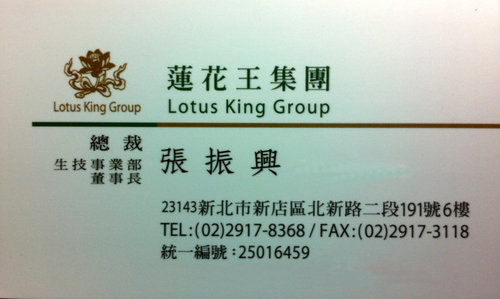 蓮花王集團
Lotus King Group
Lotus King Group
總裁
生技事業部
董事長
張振興
23143新北市新店區北新路二段191號6樓
TEL:(02)2917-8368/FAX:(02)2917-3118
統一編號:25016459